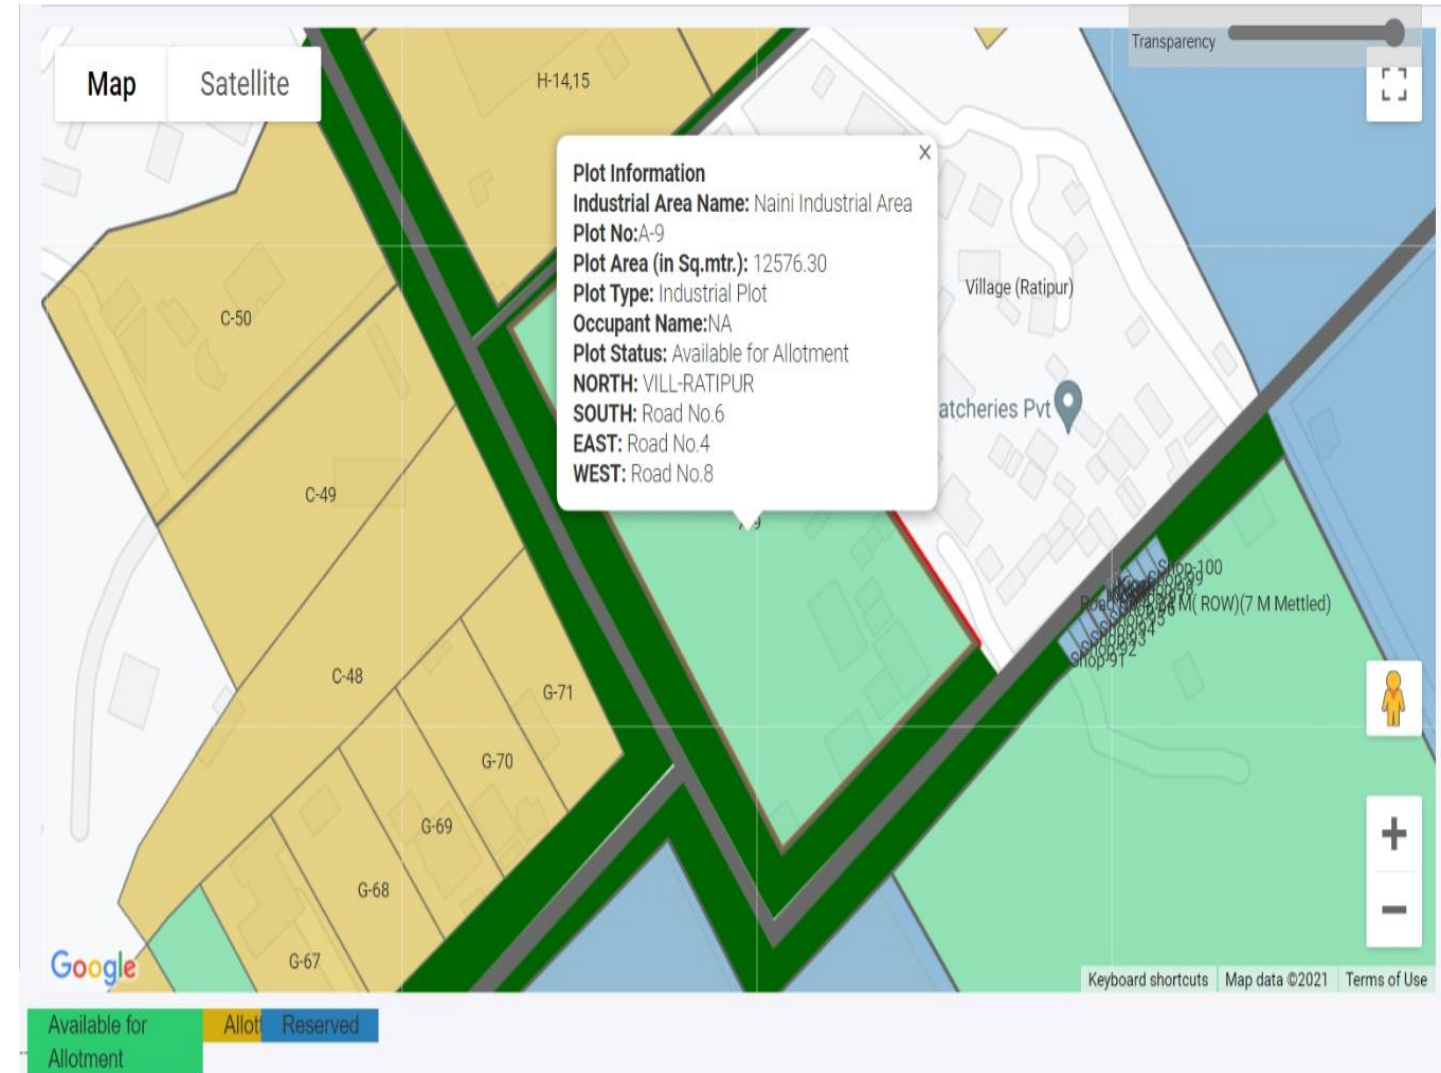 Transparency
Map
Satellite
H-14,15
Plot Information
Industrial Area Name: Naini Industrial Area
Plot No:A-9
Plot Area (in Sq.mtr.): 12576.30
Plot Type: Industrial Plot
Occupant Name:NA
Plot Status: Available for Allotment
NORTH: VILL-RATIPUR
SOUTH: Road No.6
EAST: Road No.4
WEST: Road No.8
Village (Ratipur)
C-50
atcheries Pvt
C-49
Shop-100
M( ROW)(7 M Mettled)
Shop-92
Shop-91
C-48
G-71
G-70
G-69
G-68
G-67
Google
Keyboard shortcuts
Map data ©2021
Terms of Use
Available for
Allotment
Allott
Reserved